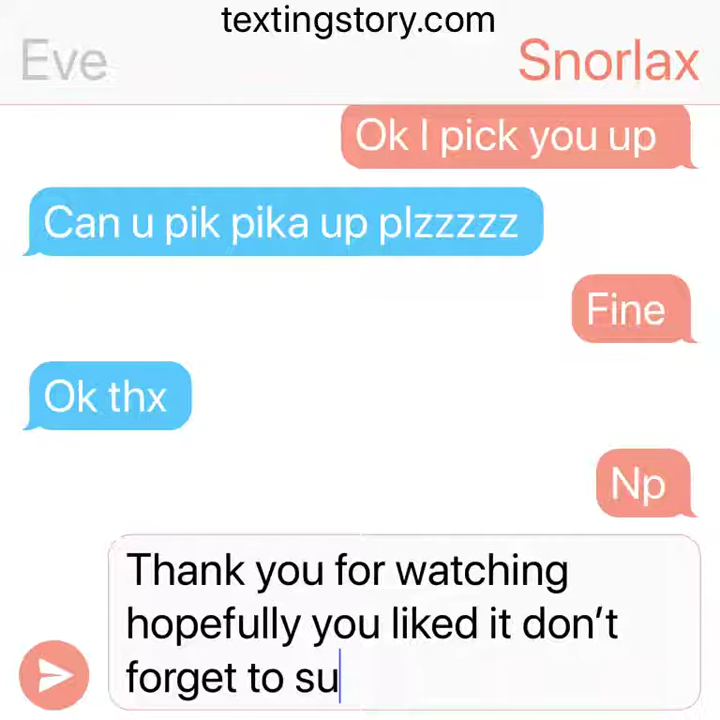 textingstory.com
Eve
Snorlax
Ok I pick you up
Can u pik pika up plzzzzz
Fine
Ok thx
Np
Thank you for watching
hopefully you liked it don’t
forget to su